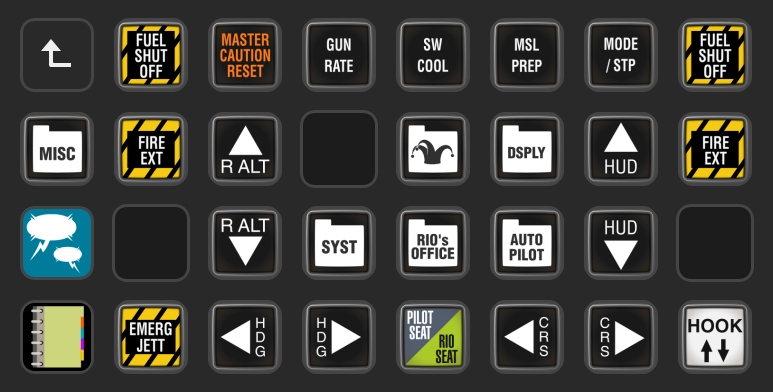 FUEL
SHUT
OFF
MASTER
CAUTION
RESET
GUN
RATE
SW
COOL
MSL
PREP
MODE
/ STP
FUEL
SHUT
OFF
MISC
FIRE
EXT
R ALT
DSPLY
HUD
FIRE
EXT
R ALT
SYST
RIO's
OFFICE
AUTO
PILOT
HUD
EMERG
JETT
HDG
HDG
PILOT
SEAT
RIO
SEAT
CRS
CRS
HOOK